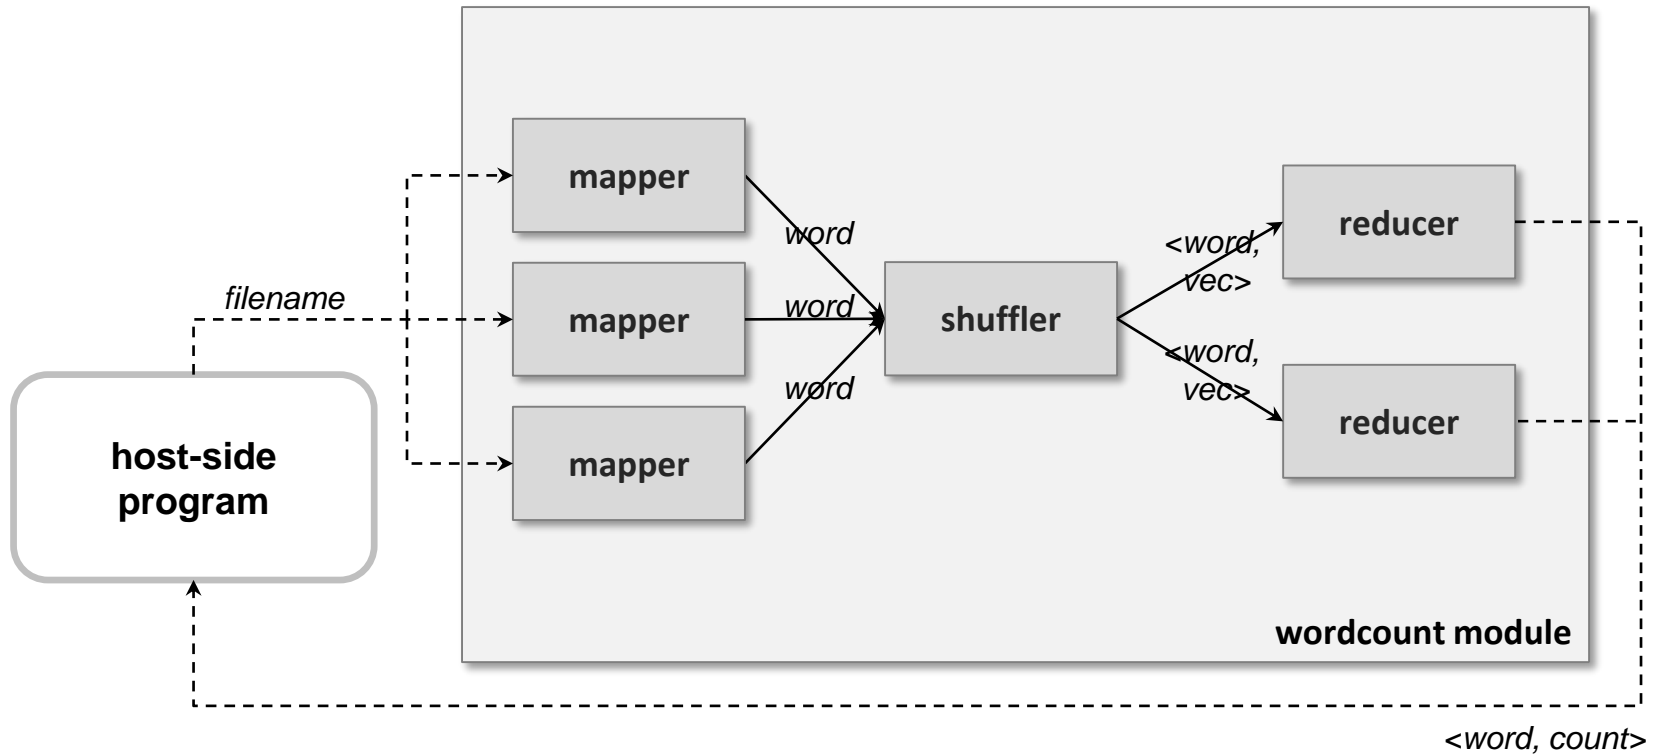 mapper
word
<word,
vec>
reducer
filename
mapper
word
shuffler
<word,
vec>
reducer
mapper
word
host-side
program
wordcount module
<word, count>